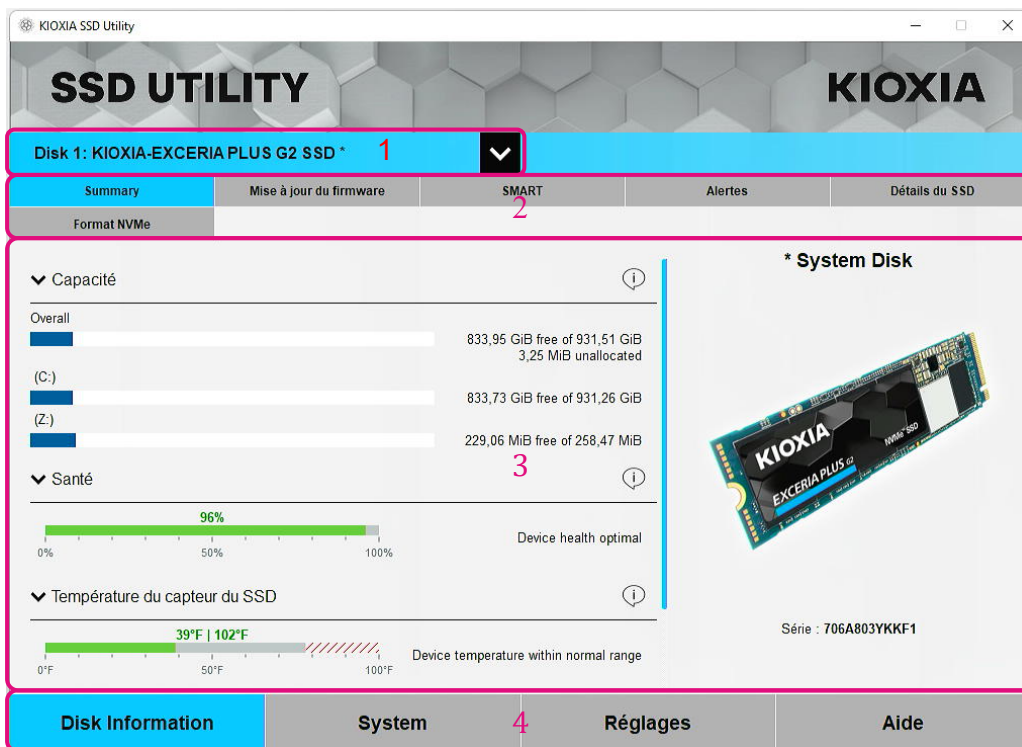 KIOXIA SSD Utility
SSD UTILITY
KIOXIA
Disk 1: KIOXIA-EXCERIA PLUS G2 SSD *
1
Summary
Mise à jour du firmware
SMART
Alertes
Détails du SSD
2
Format NVMe
* System Disk
Capacité
i
Overall
833,95 GiB free of 931,51 GiB
3,25 MiB unallocated
(C:)
833,73 GiB free of 931,26 GiB
(Z:)
229,06 MiB free of 258,47 MiB
3
Santé
i
96%
0%
50%
100%
Device health optimal
Température du capteur du SSD
i
39°F | 102°F
0°F
50°F
100°F
Device temperature within normal range
KIOXIA
NVMe™ SSD
EXCERIA PLUS G2
Série : 706A803YKKF1
Disk Information
System
4
Réglages
Aide